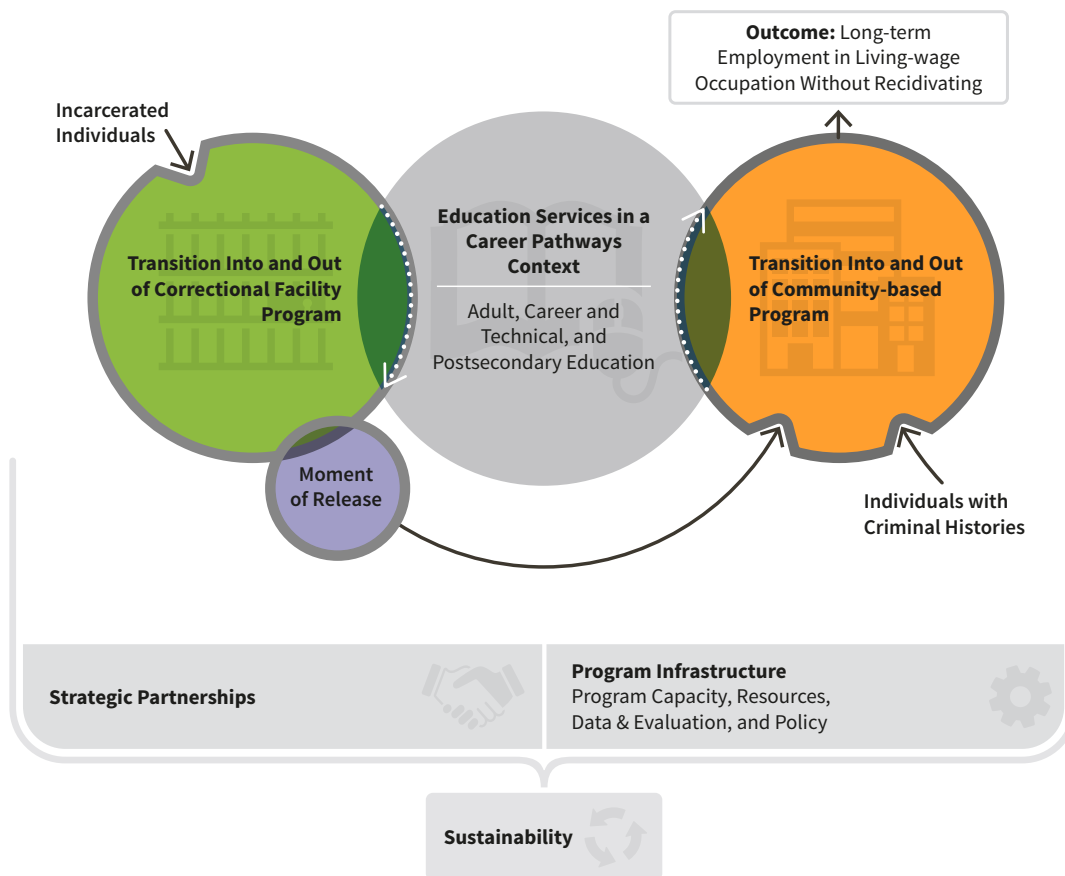 Outcome: Long-term
Employment in Living-wage
Occupation Without Recidivating
Incarcerated
Individuals
Transition Into and Out
of Correctional Facility
Program
Education Services in a
Career Pathways
Context
Adult, Career and
Technical, and
Postsecondary Education
Transition Into and Out
of Community-based
Program
Moment
of Release
Individuals with
Criminal Histories
Strategic Partnerships
Program Infrastructure
Program Capacity, Resources,
Data & Evaluation, and Policy
Sustainability